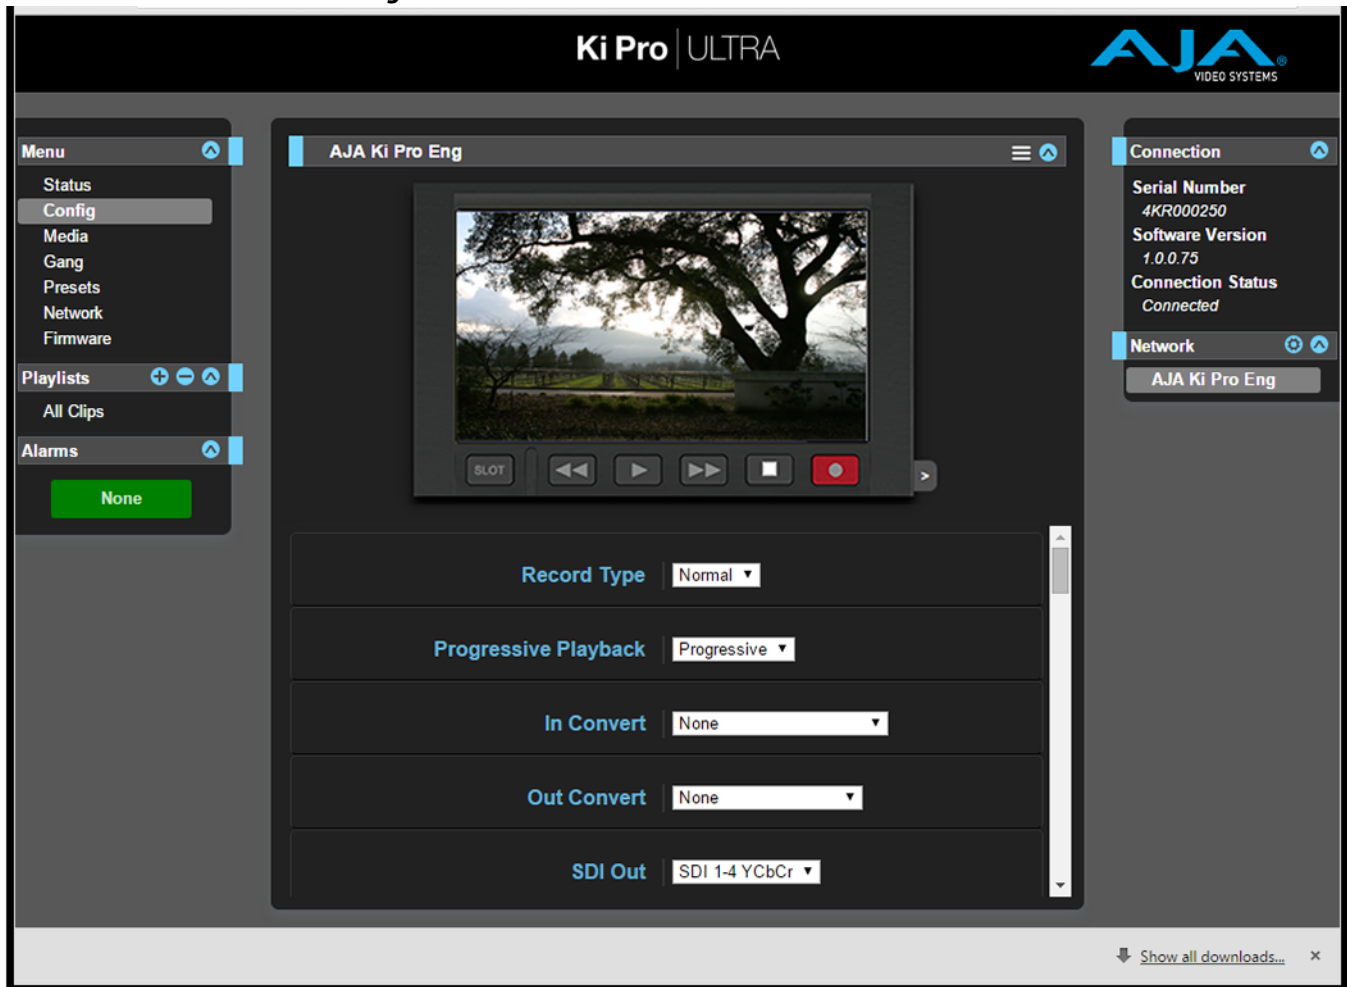 Ki Pro ULTRA
AJA
VIDEO SYSTEMS
Menu
Status
Config
Media
Gang
Presets
Network
Firmware
Playlists
All Clips
Alarms
None
AJA Ki Pro Eng
SLOT
>
Record Type Normal
Progressive Playback Progressive
In Convert None
Out Convert None
SDI Out SDI 1-4 YCbCr
Connection
Serial Number
4KR000250
Software Version
1.0.0.75
Connection Status
Connected
Network
AJA Ki Pro Eng
Show all downloads...